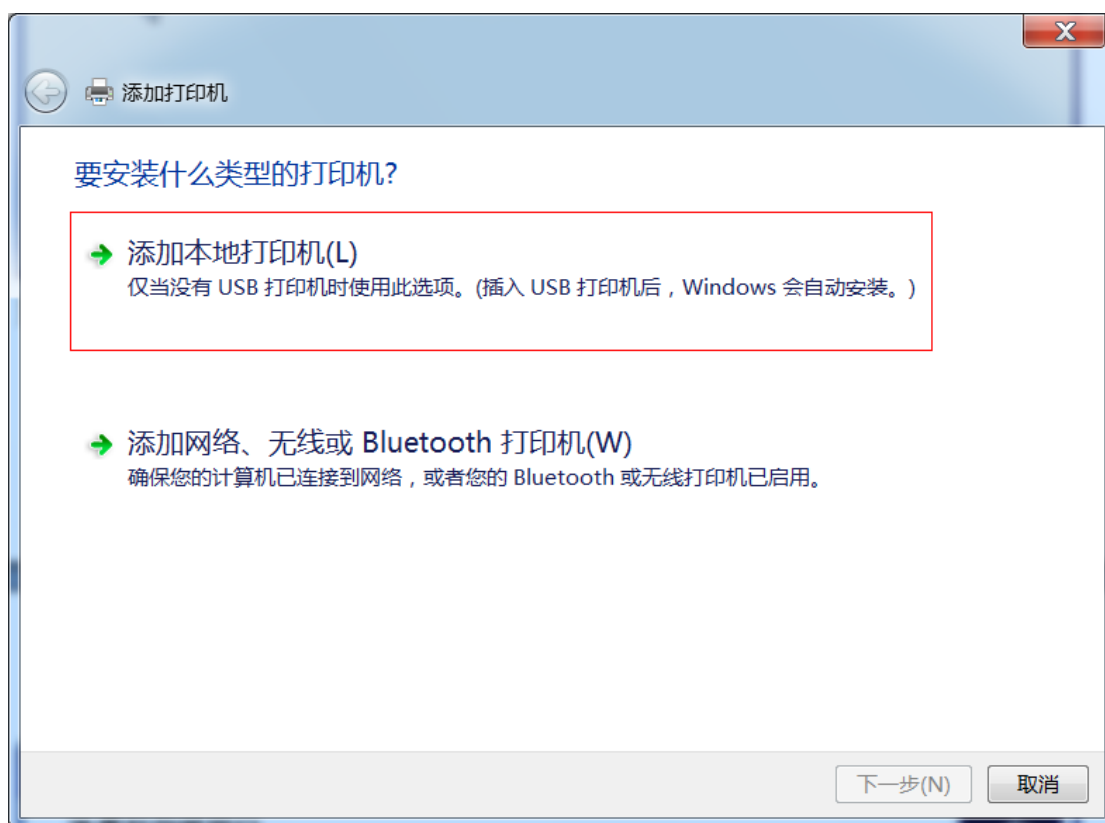 添加打印机
要安装什么类型的打印机?
添加本地打印机(L)
仅当没有 USB 打印机时使用此选项。(插入 USB 打印机后，Windows 会自动安装。)
添加网络、无线或 Bluetooth 打印机(W)
确保您的计算机已连接到网络，或者您的 Bluetooth 或无线打印机已启用。
下一步(N)
取消